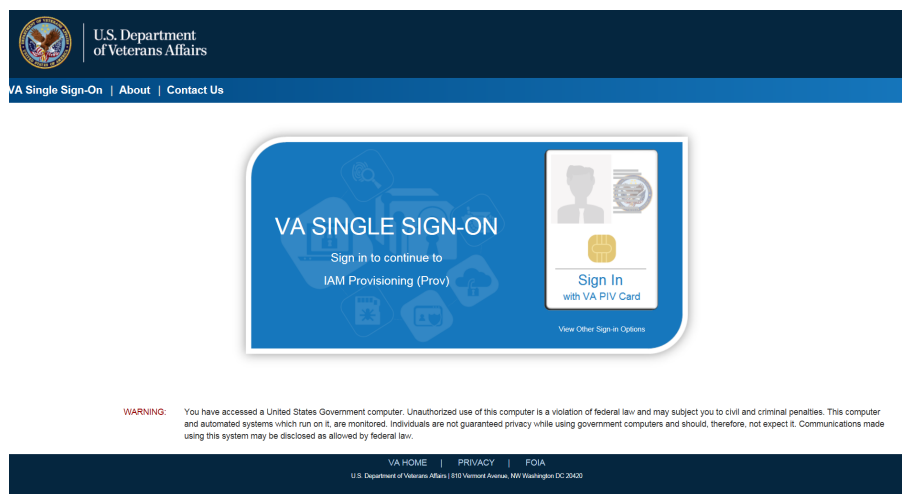 U.S. Department
of Veterans Affairs
VA Single Sign-On | About | Contact Us
VA SINGLE SIGN-ON
Sign in to continue to
IAM Provisioning (Prov)
Sign In
with VA PIV Card
View Other Sign-in Options
WARNING: You have accessed a United States Government computer. Unauthorized use of this computer is a violation of federal law and may subject you to civil and criminal penalties. This computer
and automated systems which run on it, are monitored. Individuals are not guaranteed privacy while using government computers and should, therefore, not expect it. Communications made
using this system may be disclosed as allowed by federal law.
VA HOME | PRIVACY | FOIA
U.S. Department of Veterans Affairs | 810 Vermont Avenue, NW Washington DC 20420